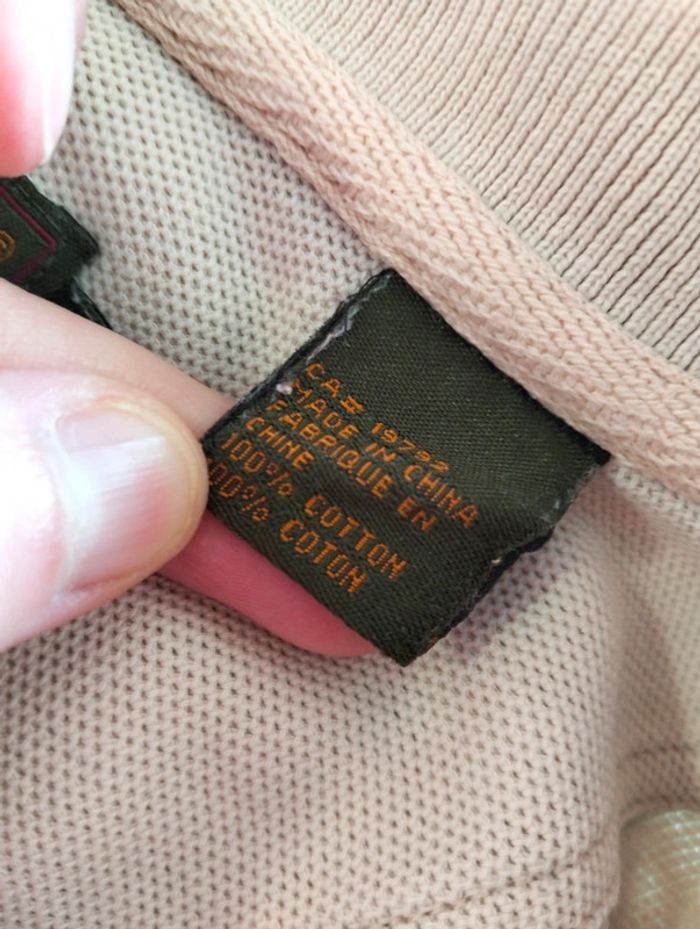 ®
CA# 19792
MADE IN CHINA
FABRIQUE EN
CHINE
100% COTTON
100% COTON